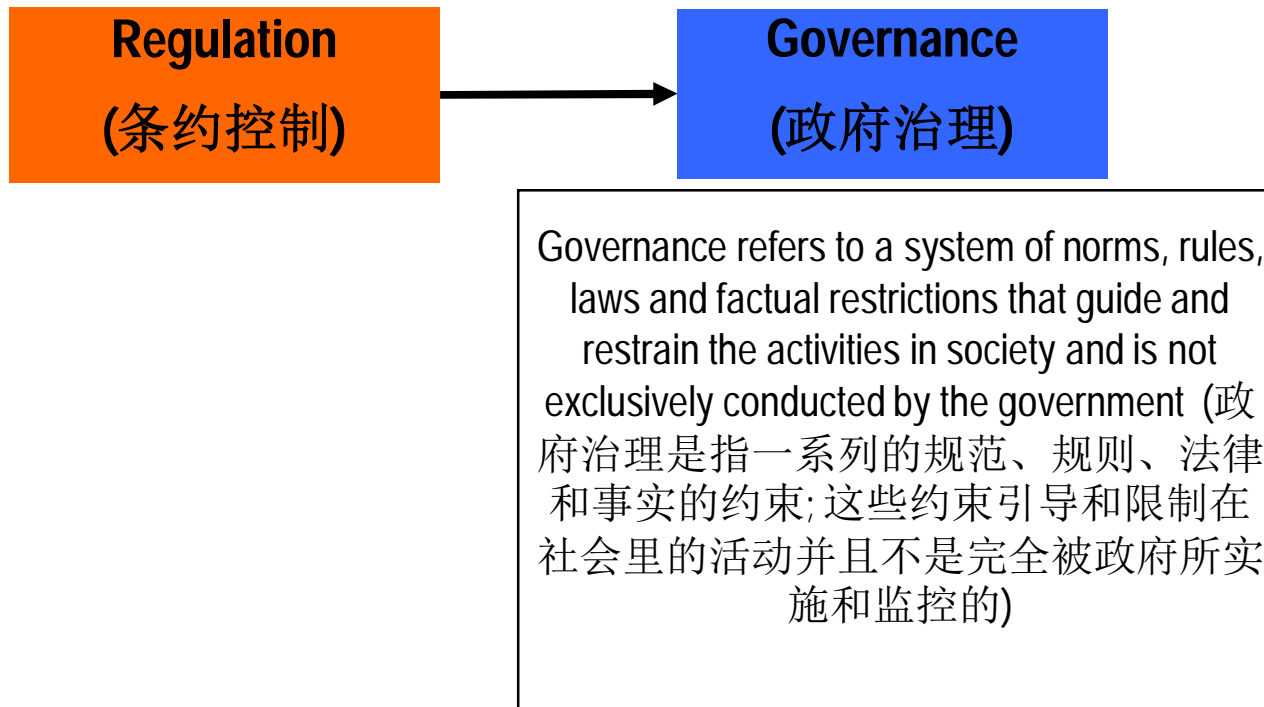 Regulation
(条约控制)
Governance
(政府治理)
Governance refers to a system of norms, rules,
laws and factual restrictions that guide and
restrain the activities in society and is not
exclusively conducted by the government (政
府治理是指一系列的规范、规则、法律
和事实的约束; 这些约束引导和限制在
社会里的活动并且不是完全被政府所实
施和监控的)